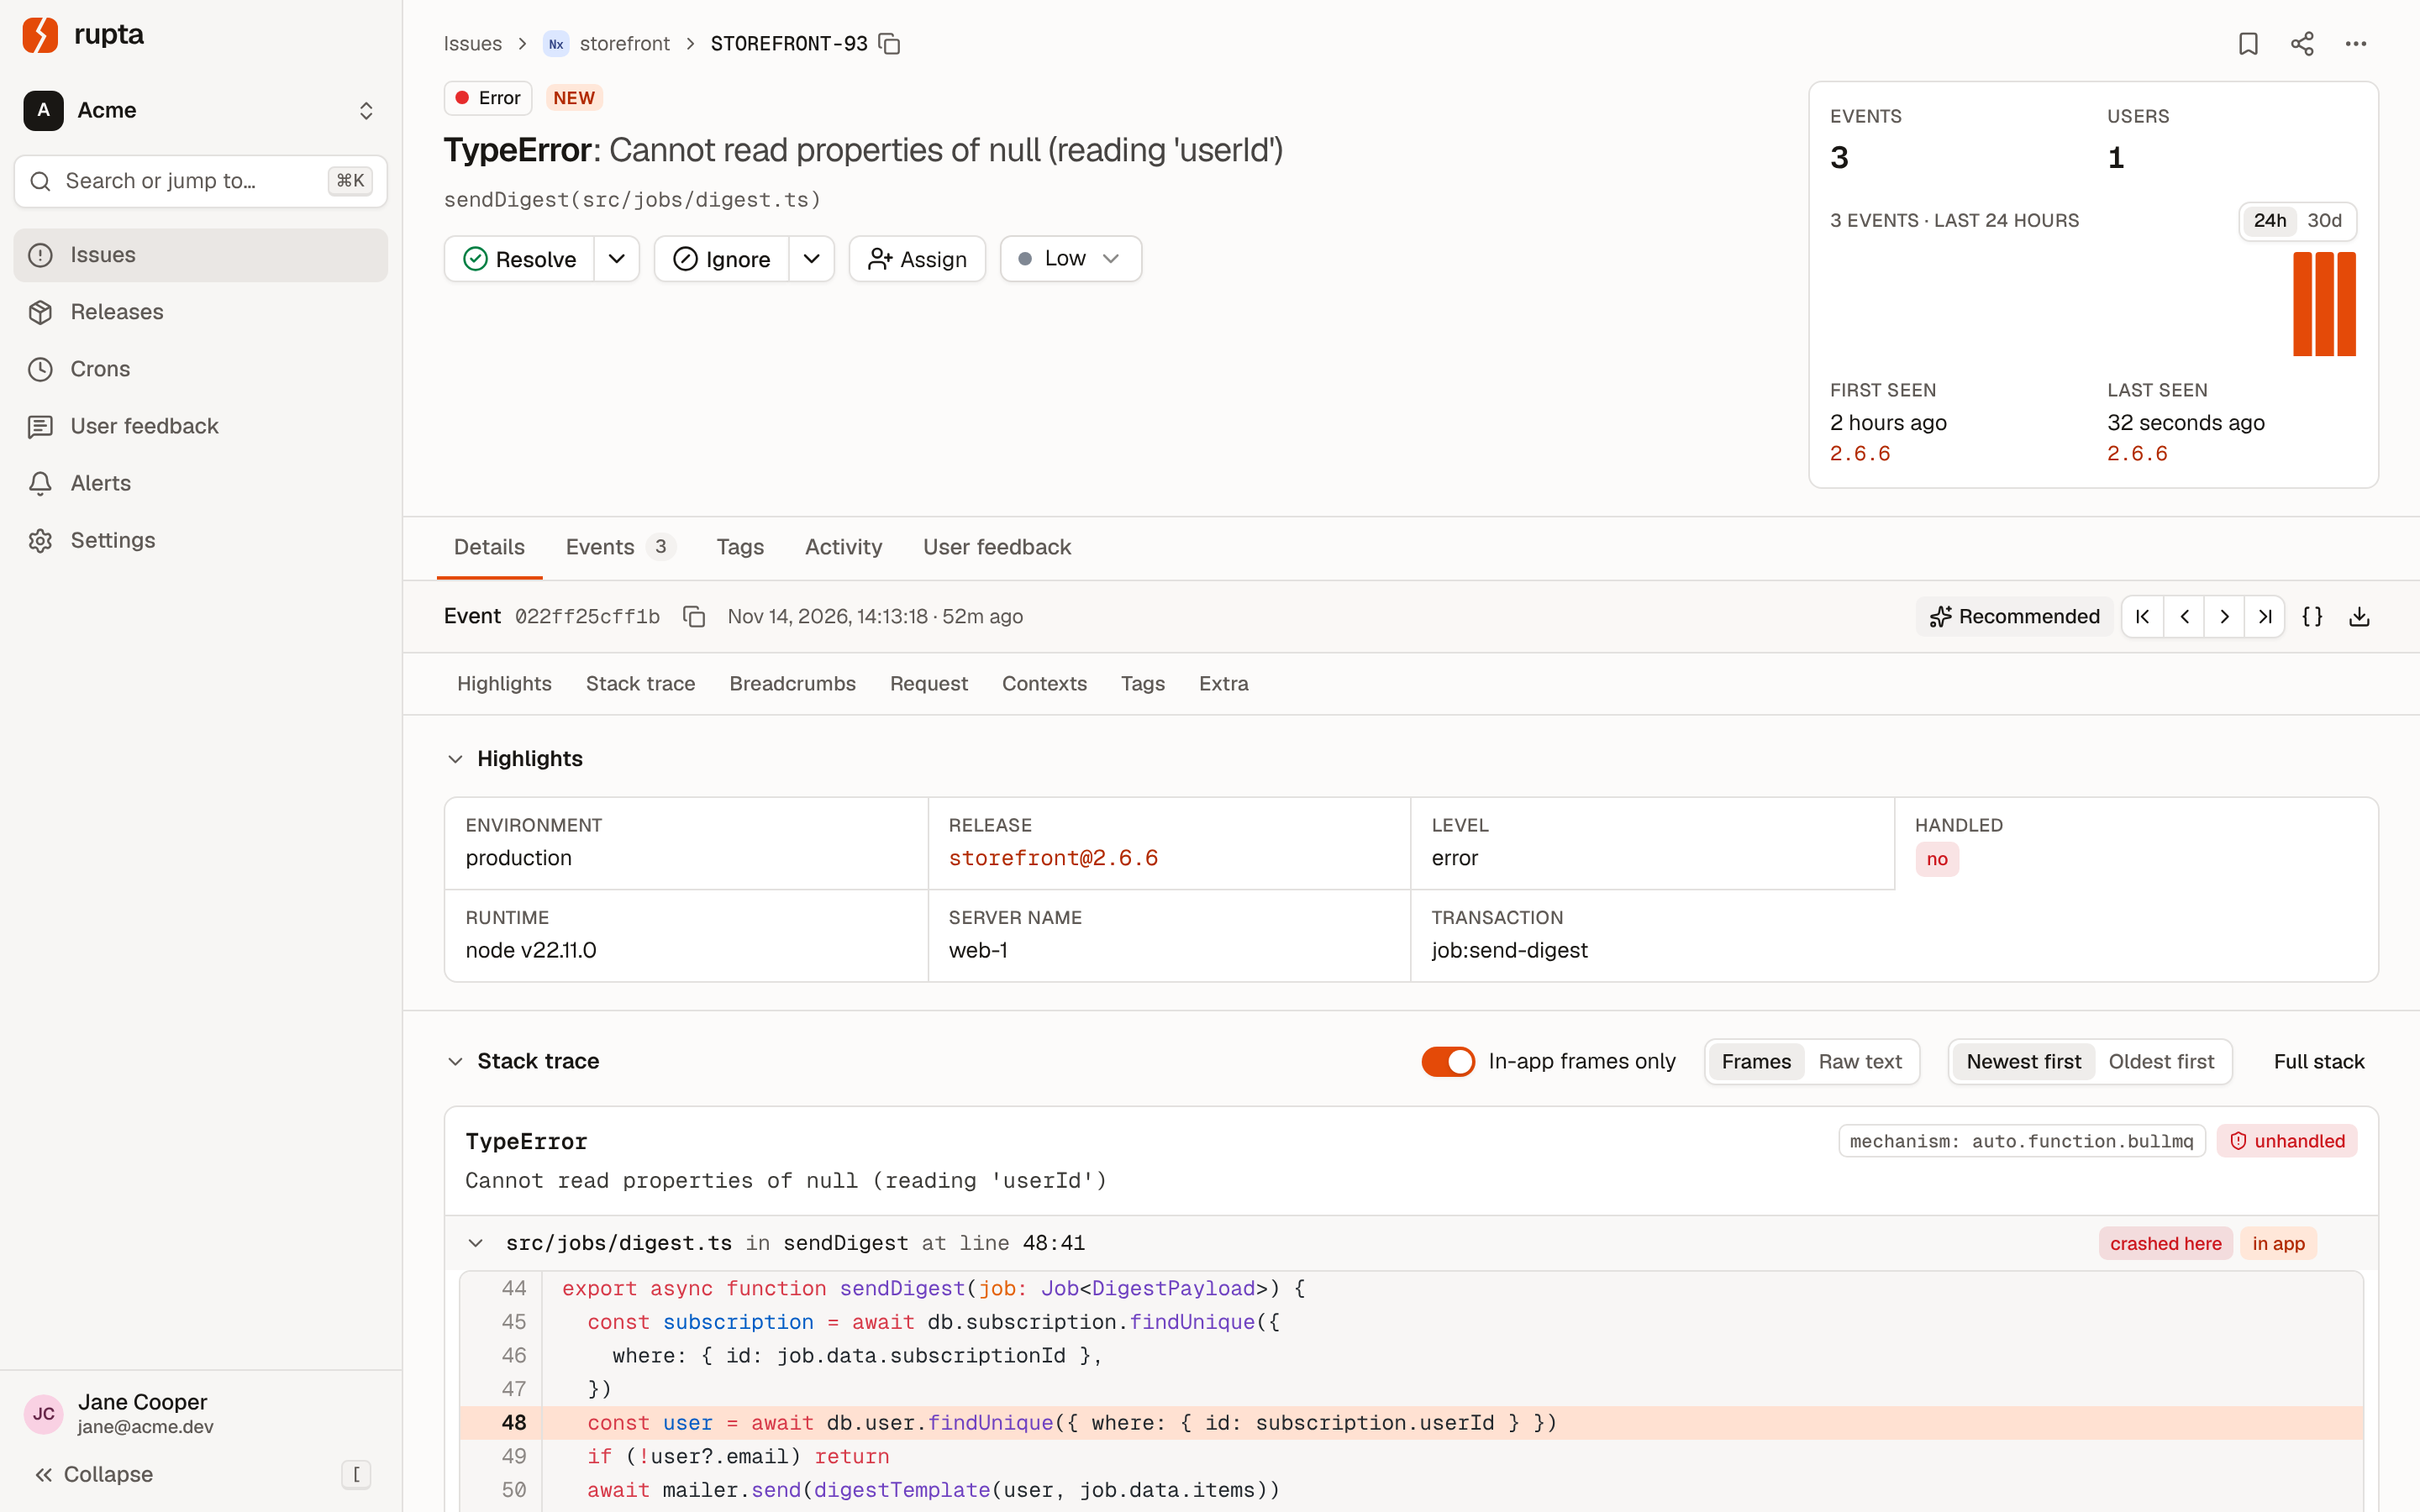 rupta
A Acme
Search or jump to… ⌘K
Issues
Releases
Crons
User feedback
Alerts
Settings
JC Jane Cooper
jane@acme.dev
Collapse [
Issues Nx storefront STOREFRONT-93
Error NEW
TypeError: Cannot read properties of null (reading 'userId')
sendDigest(src/jobs/digest.ts)
Resolve Ignore Assign Low
EVENTS USERS
3 1
3 EVENTS · LAST 24 HOURS 24h 30d
FIRST SEEN LAST SEEN
2 hours ago 32 seconds ago
2.6.6 2.6.6
Details Events 3 Tags Activity User feedback
Event 022ff25cff1b Nov 14, 2026, 14:13:18 · 52m ago Recommended
Highlights Stack trace Breadcrumbs Request Contexts Tags Extra
Highlights
ENVIRONMENT RELEASE LEVEL HANDLED
production storefront@2.6.6 error no
RUNTIME SERVER NAME TRANSACTION
node v22.11.0 web-1 job:send-digest
Stack trace In-app frames only Frames Raw text Newest first Oldest first Full stack
TypeError mechanism: auto.function.bullmq unhandled
Cannot read properties of null (reading 'userId')
src/jobs/digest.ts in sendDigest at line 48:41 crashed here in app
44 export async function sendDigest(job: Job<DigestPayload>) {
45 const subscription = await db.subscription.findUnique({
46 where: { id: job.data.subscriptionId },
47 })
48 const user = await db.user.findUnique({ where: { id: subscription.userId } })
49 if (!user?.email) return
50 await mailer.send(digestTemplate(user, job.data.items))